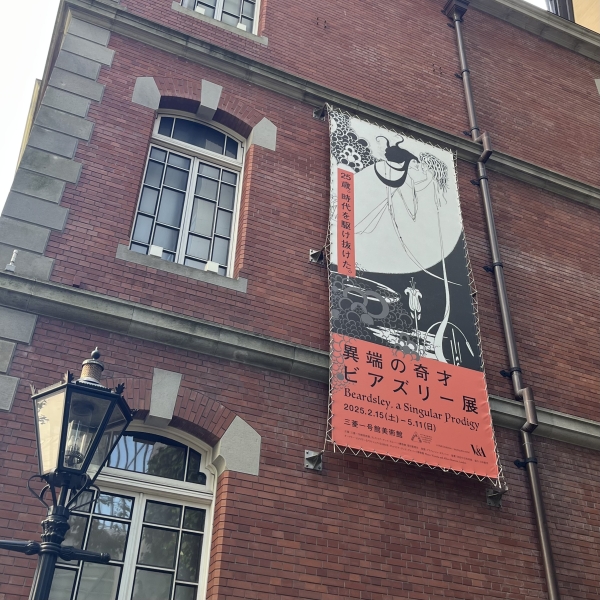 25歳、時代を駆け抜けた。
異端の奇才
ビアズリー展
Beardsley, a Singular Prodigy
2025.2.15(土)–5.11(日)
三菱一号館美術館
V&A